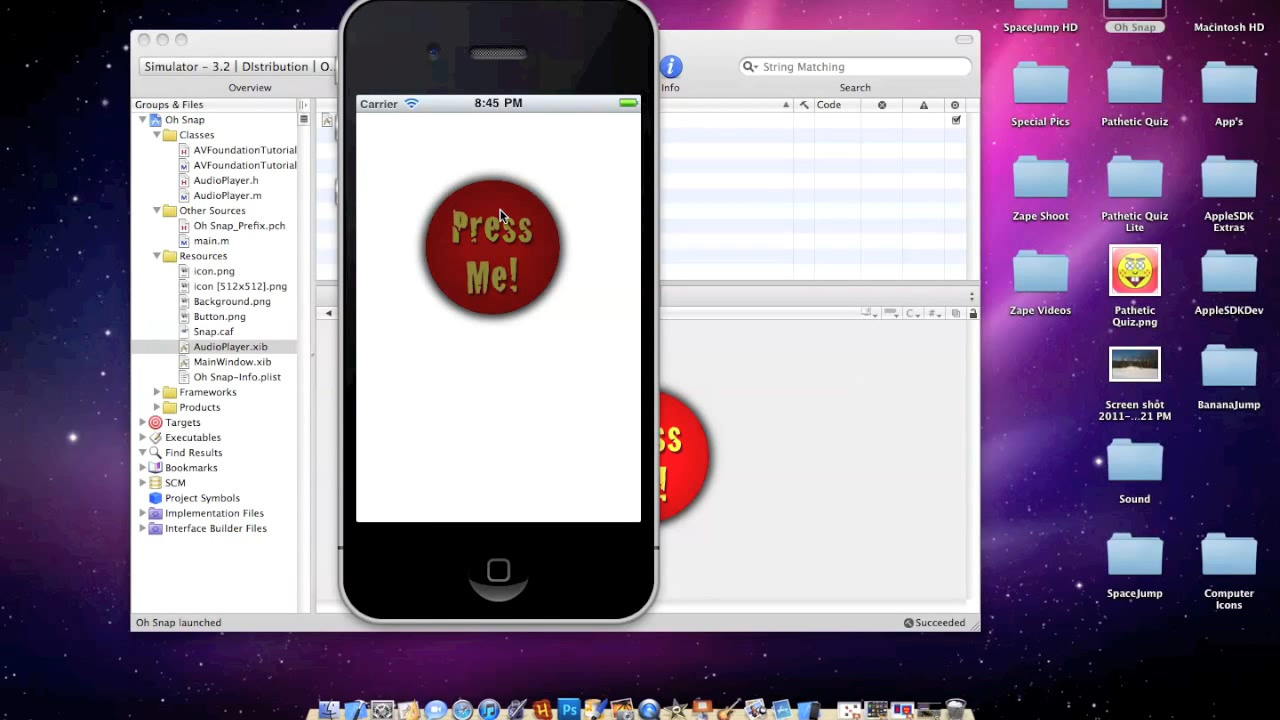 SpaceJump HD
Oh Snap
Macintosh HD
Simulator - 3.2 | DIstribution | O...
String Matching
Overview
Info
Search
Groups & Files
Code
Oh Snap
Classes
AVFoundationTutorial
AVFoundationTutorial
AudioPlayer.h
AudioPlayer.m
Other Sources
Oh Snap_Prefix.pch
main.m
Resources
icon.png
icon [512x512].png
Background.png
Button.png
Snap.caf
AudioPlayer.xib
MainWindow.xib
Oh Snap-Info.plist
Frameworks
Products
Targets
Executables
Find Results
Bookmarks
SCM
Project Symbols
Implementation Files
Interface Builder Files
Oh Snap launched
Succeeded
Carrier
8:45 PM
Press
Me!
ss
!
C
#
Special Pics
Pathetic Quiz
App's
Zape Shoot
Pathetic Quiz
Lite
AppleSDK
Extras
Zape Videos
Pathetic
Quiz.png
AppleSDKDev
Screen shot
2011-...21 PM
BananaJump
Sound
SpaceJump
Computer
Icons
Ps